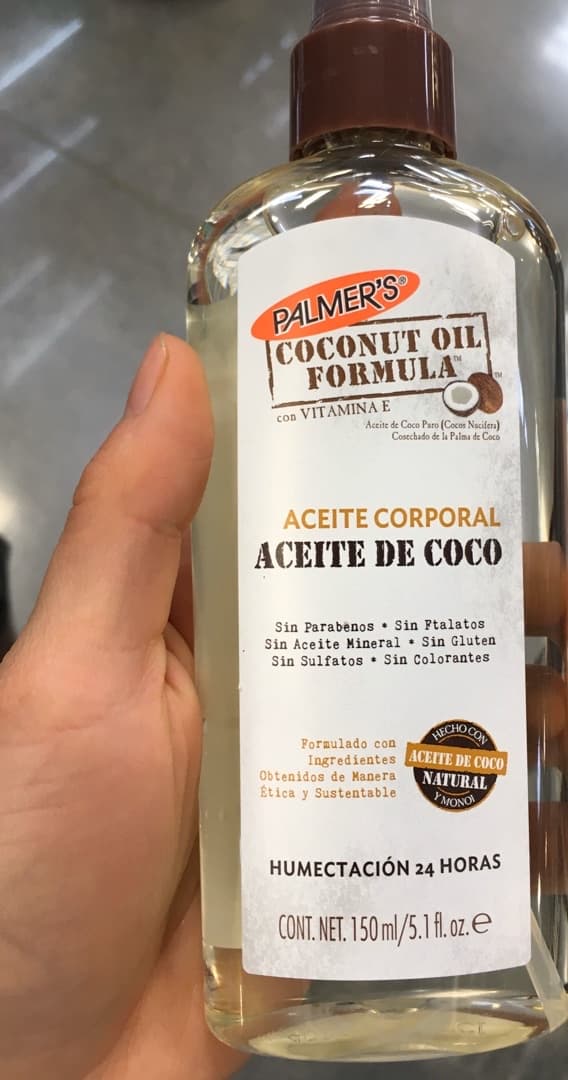 PALMER'S®
COCONUT OIL
FORMULA™
con VITAMINA E
Aceite de Coco Puro (Cocos Nucifera)
Cosechado de la Palma de Coco
ACEITE CORPORAL
ACEITE DE COCO
Sin Parabenos * Sin Ftalatos
Sin Aceite Mineral * Sin Gluten
Sin Sulfatos * Sin Colorantes
Formulado con
Ingredientes
Obtenidos de Manera
Ética y Sustentable
HECHO CON
ACEITE DE COCO
NATURAL
Y MONOI
HUMECTACIÓN 24 HORAS
CONT. NET. 150 ml/5.1 fl. oz. e